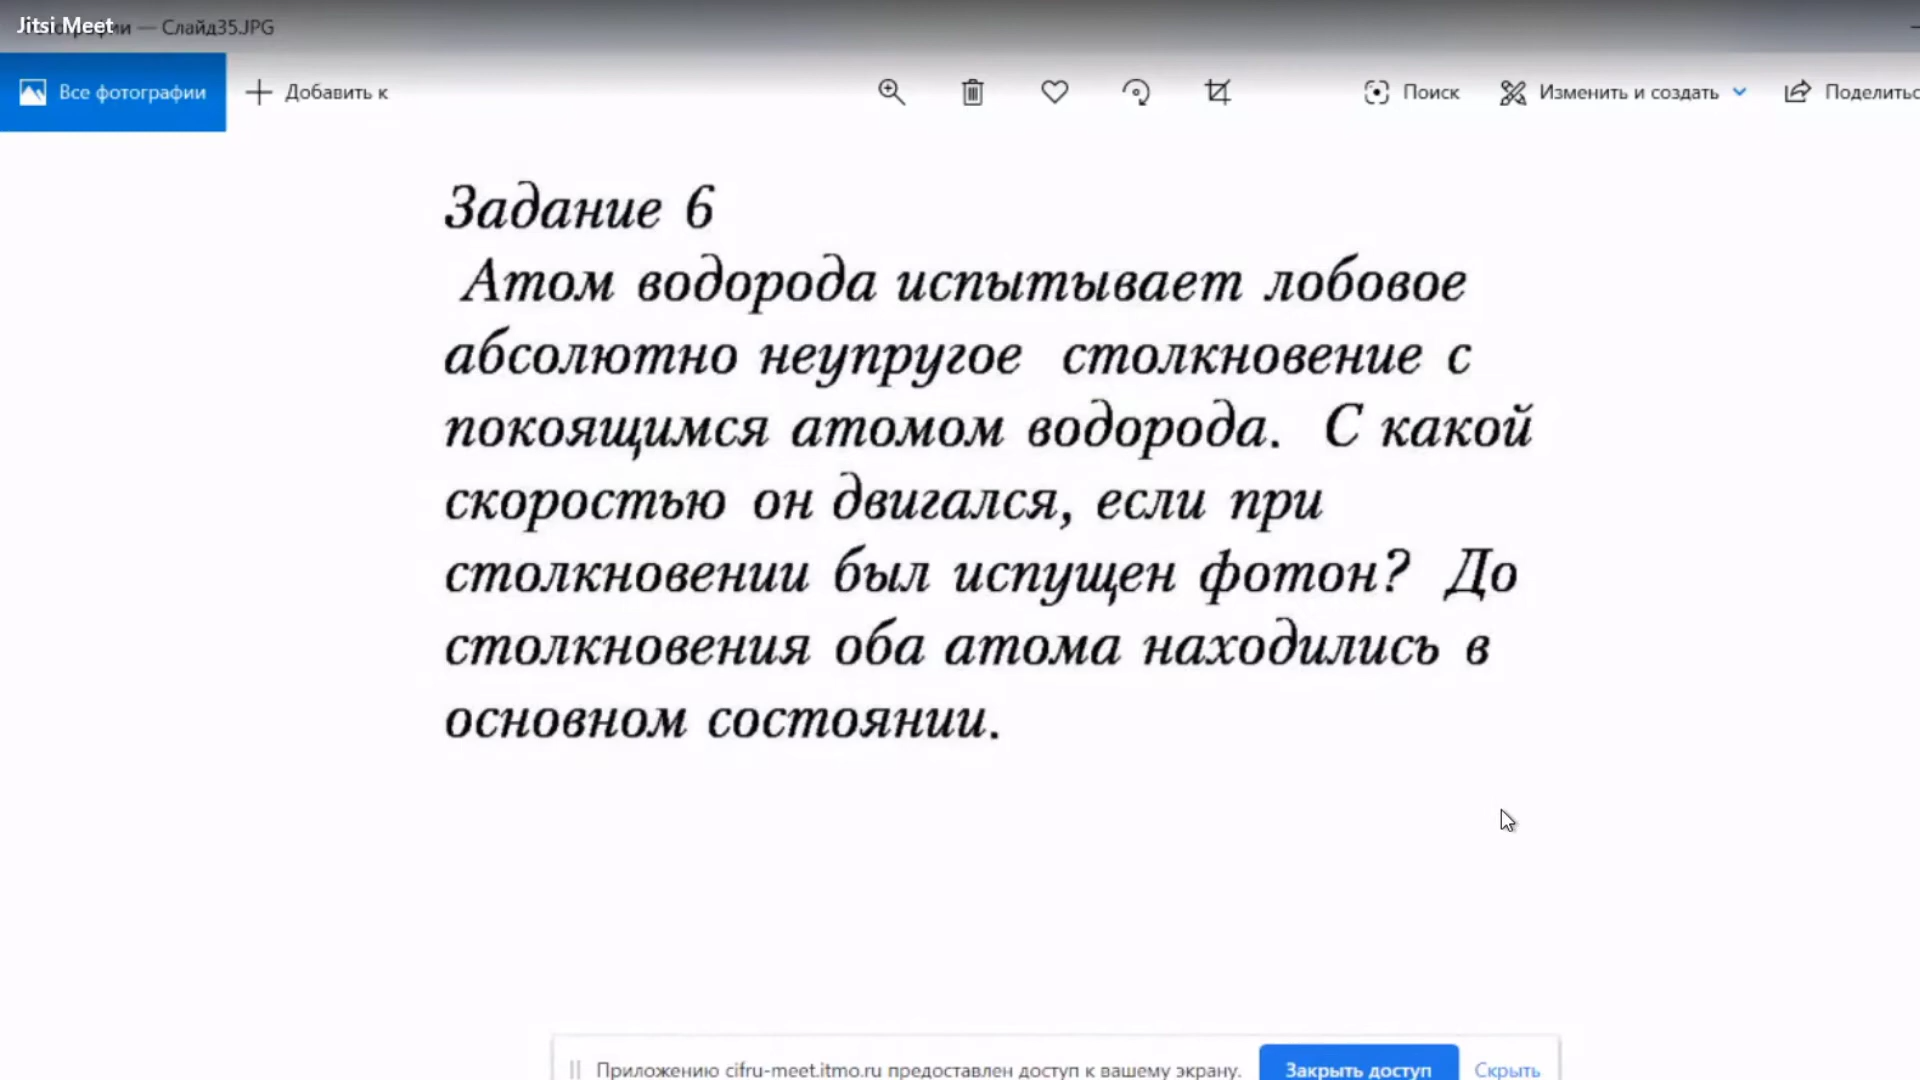 Jitsi Meet
— Слайд35.JPG
Все фотографии
Добавить к
Поиск
Изменить и создать
Поделитьс
Задание 6
Атом водорода испытывает лобовое
абсолютно неупругое столкновение с
покоящимся атомом водорода. С какой
скоростью он двигался, если при
столкновении был испущен фотон? До
столкновения оба атома находились в
основном состоянии.
Приложению cifru-meet.itmo.ru предоставлен доступ к вашему экрану.
Закрыть доступ
Скрыть